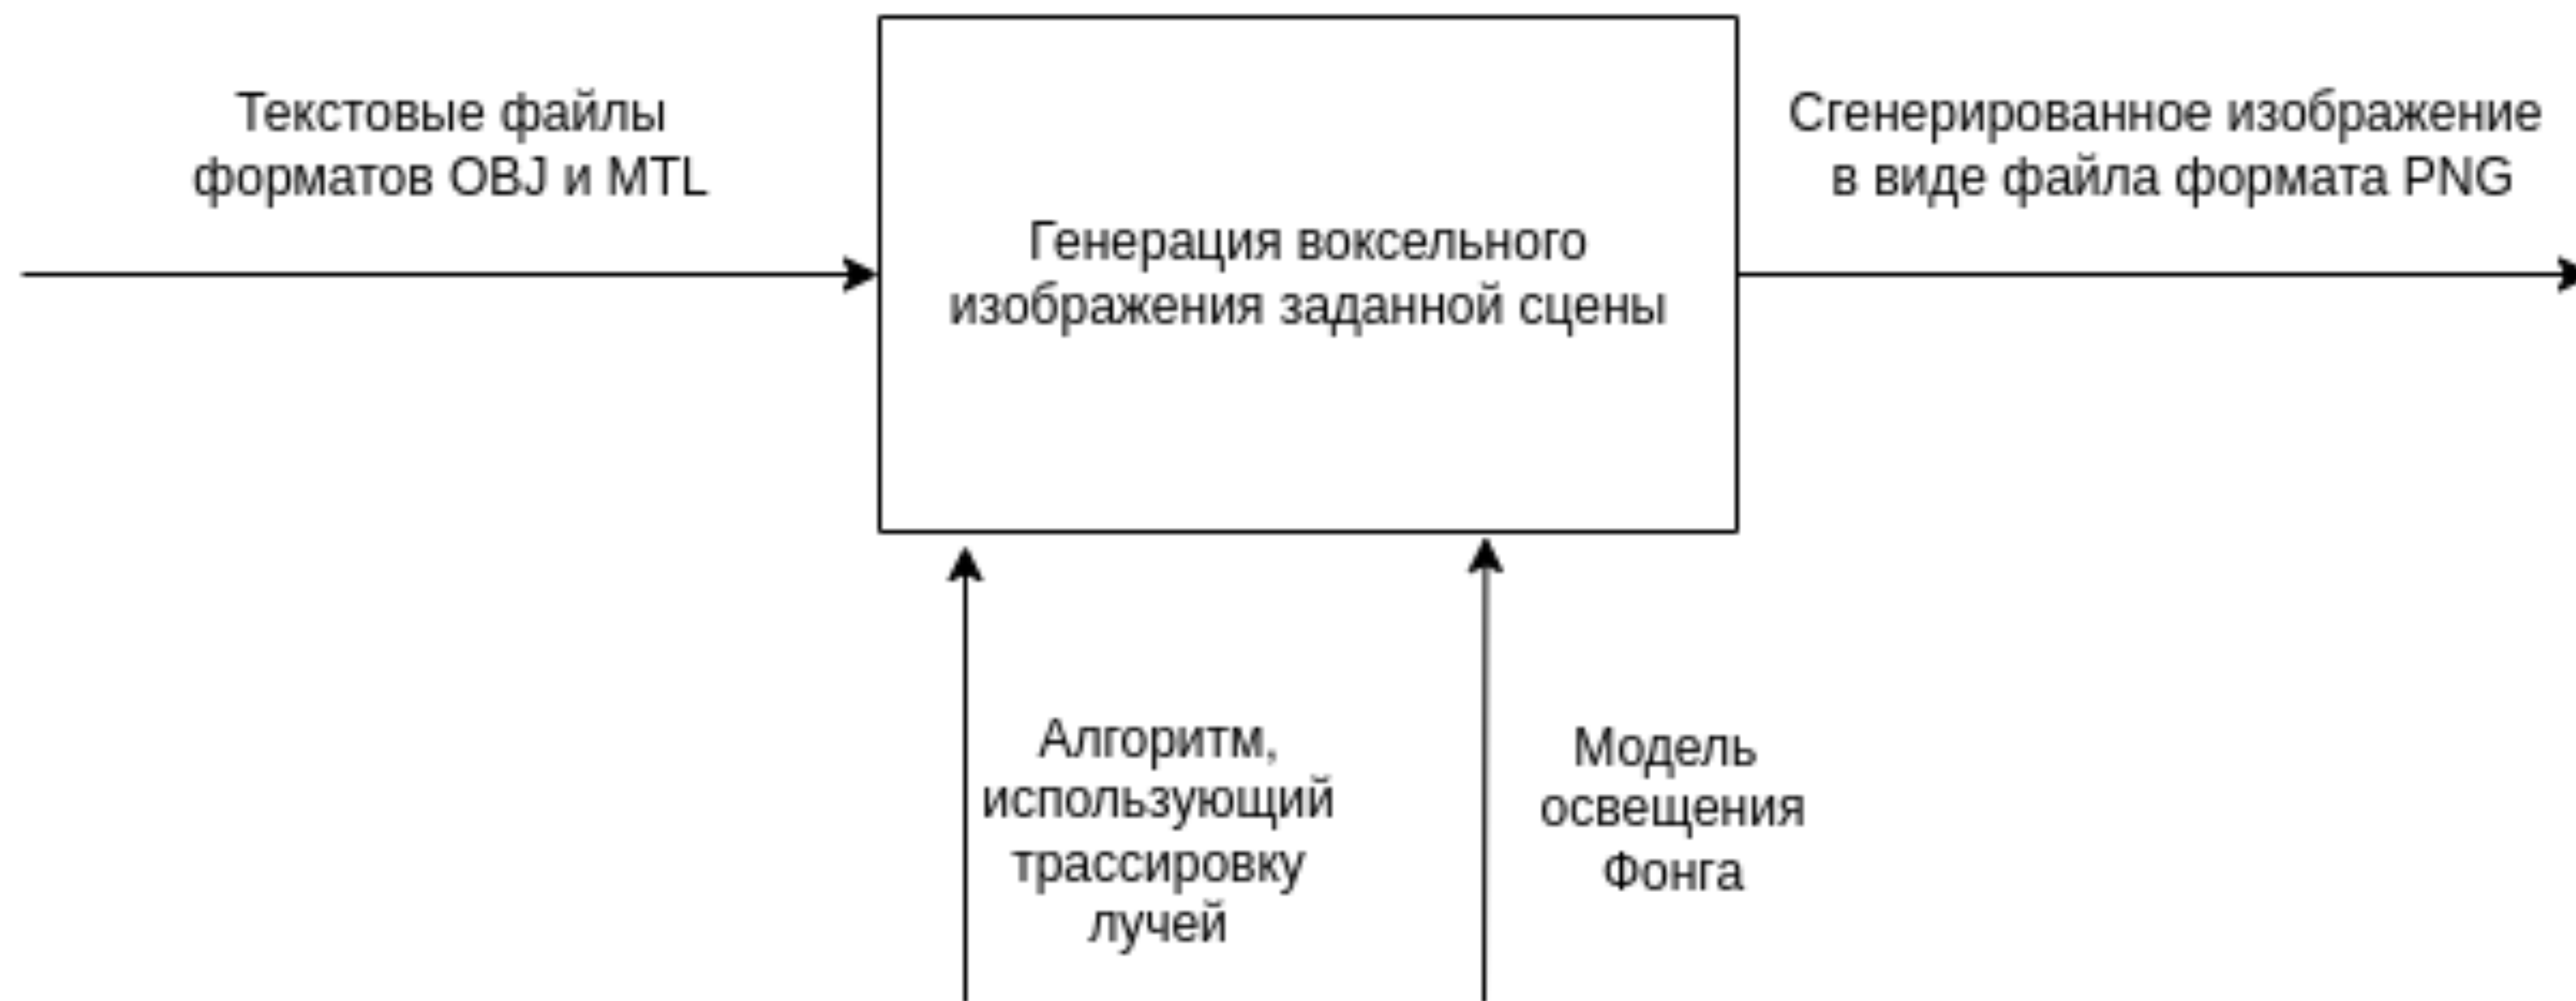 Текстовые файлы
форматов OBJ и MTL
Генерация воксельного
изображения заданной сцены
Сгенерированное изображение
в виде файла формата PNG
Алгоритм,
использующий
трассировку
лучей
Модель
освещения
Фонга